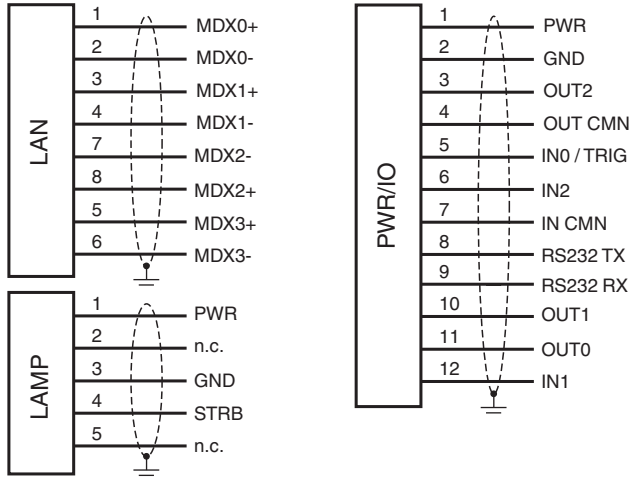 LAN
1 MDX0+
2 MDX0-
3 MDX1+
4 MDX1-
7 MDX2-
8 MDX2+
5 MDX3+
6 MDX3-
LAMP
1 PWR
2 n.c.
3 GND
4 STRB
5 n.c.
PWR/IO
1 PWR
2 GND
3 OUT2
4 OUT CMN
5 IN0 / TRIG
6 IN2
7 IN CMN
8 RS232 TX
9 RS232 RX
10 OUT1
11 OUT0
12 IN1